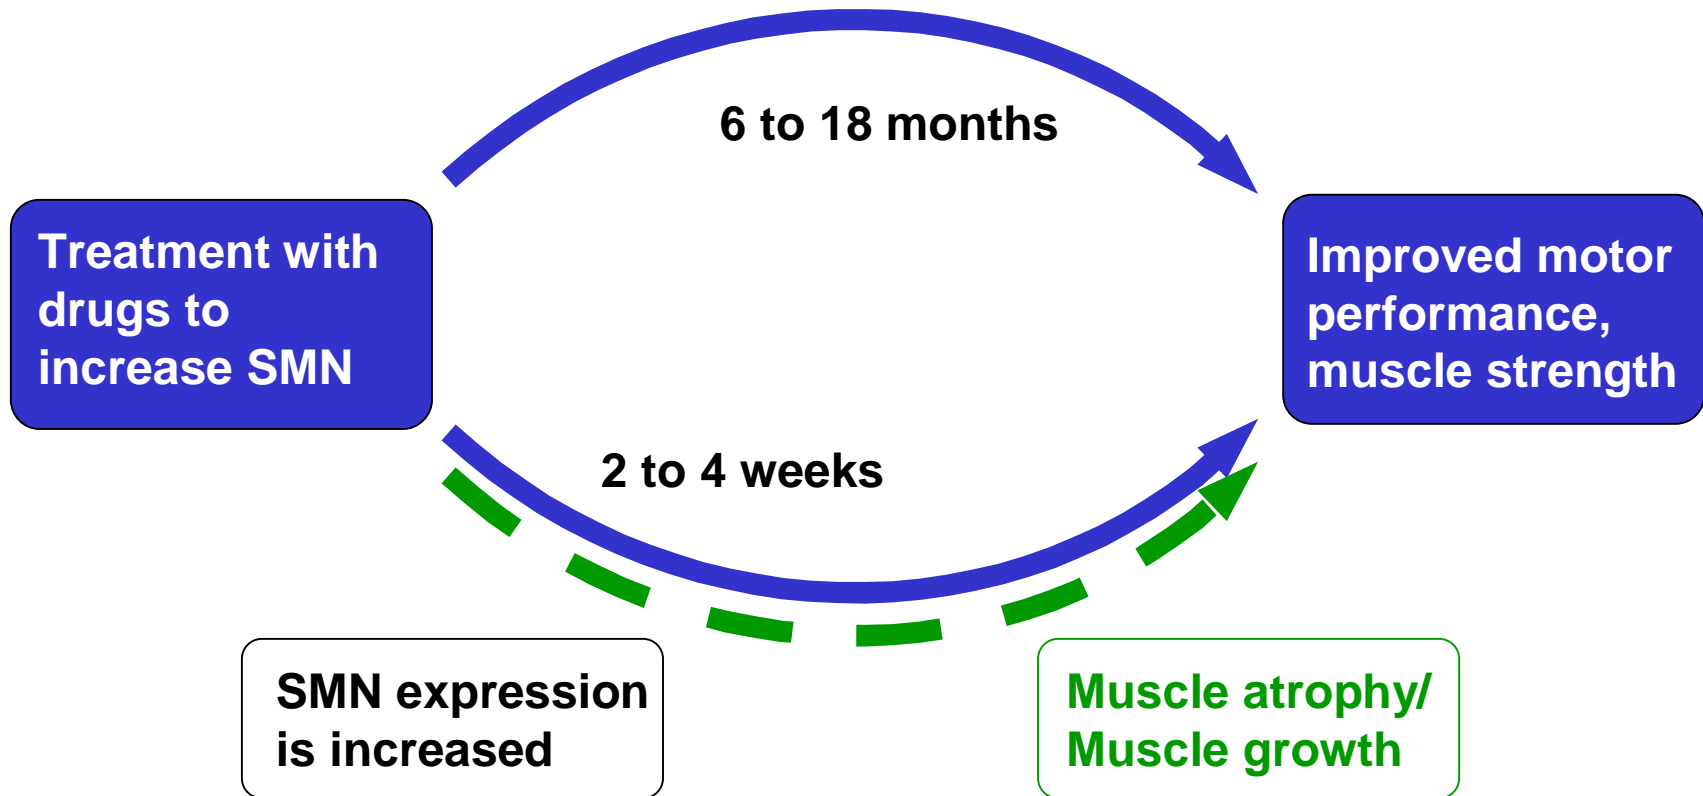 6 to 18 months
Treatment with
drugs to
increase SMN
Improved motor
performance,
muscle strength
2 to 4 weeks
SMN expression
is increased
Muscle atrophy/
Muscle growth